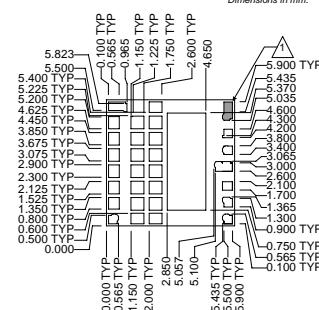 Dimensions in mm.
0.100 TYP
0.565 TYP
0.965
1.150 TYP
1.225 TYP
1.750 TYP
2.600 TYP
4.650
1
5.823
5.500
5.400 TYP
5.225 TYP
5.200
4.625 TYP
4.450 TYP
3.850 TYP
3.675 TYP
3.075 TYP
2.900 TYP
2.300 TYP
2.125 TYP
1.525 TYP
1.350 TYP
0.800 TYP
0.600 TYP
0.500 TYP
0.000
5.900 TYP
5.435
5.370
5.035
4.600
4.300
4.200
3.800
3.400
3.065
3.000
2.600
2.100
1.700
1.365
1.300
0.900 TYP
0.750 TYP
0.565 TYP
0.100 TYP
0.000 TYP
0.565 TYP
1.150 TYP
2.000 TYP
2.850
5.057
5.100
5.435 TYP
5.500 TYP
5.900 TYP